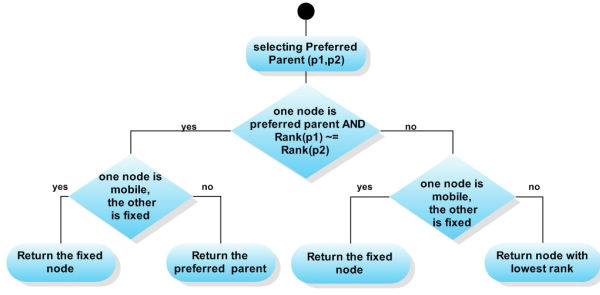 selecting Preferred
Parent (p1,p2)
one node is
preferred parent AND
Rank(p1) ~=
Rank(p2)
yes
no
one node is
mobile,
the other
is fixed
yes
no
one node is
mobile,
the other
is fixed
yes
no
Return the fixed
node
Return the
preferred parent
Return the fixed
node
Return node with
lowest rank